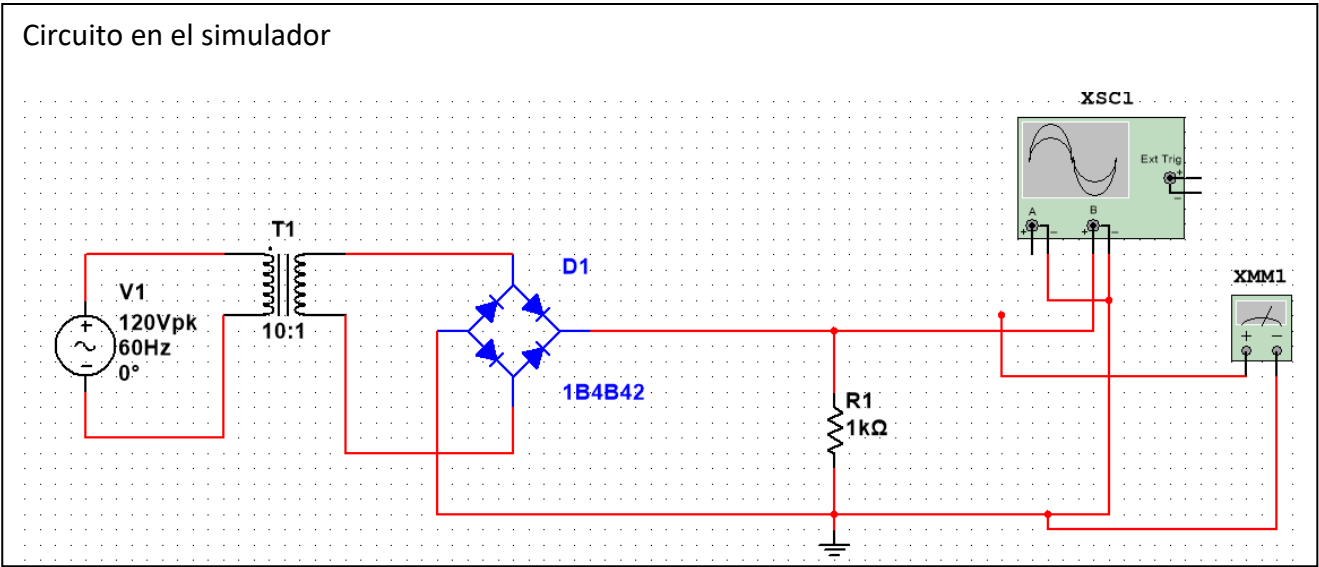 Circuito en el simulador
XSC1
Ext Trig
+
−
A
B
+
−
+
−
T1
D1
XMM1
V1
+
−
120Vpk
60Hz
0°
10:1
+
−
1B4B42
R1
1kΩ